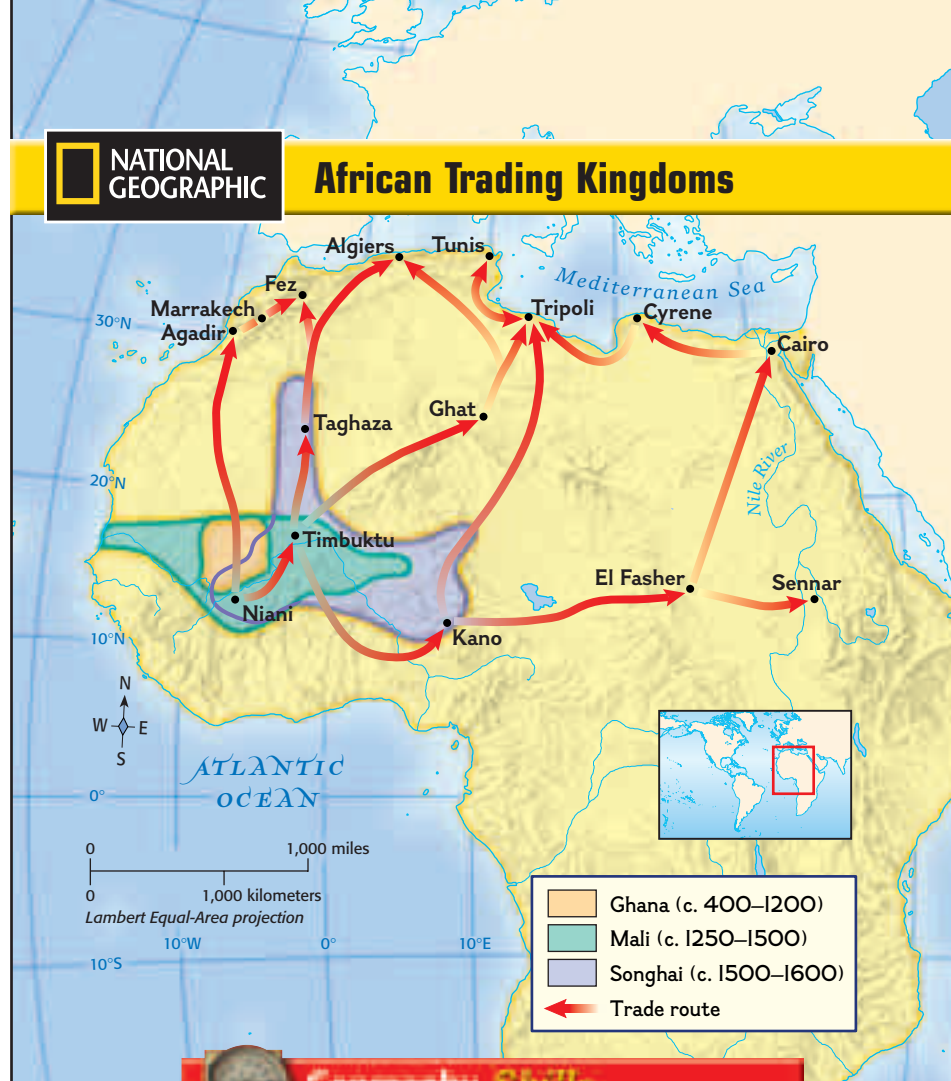 NATIONAL
GEOGRAPHIC
African Trading Kingdoms
Algiers
Tunis
Mediterranean Sea
Fez
Marrakech
Agadir
Tripoli
Cyrene
Cairo
30°N
Ghat
Taghaza
20°N
Nile River
Timbuktu
El Fasher
Sennar
Niani
Kano
10°N
N
W
E
S
ATLANTIC
OCEAN
0°
0
1,000 miles
0
1,000 kilometers
Lambert Equal-Area projection
10°W
0°
10°E
10°S
Ghana (c. 400–1200)
Mali (c. 1250–1500)
Songhai (c. 1500–1600)
Trade route